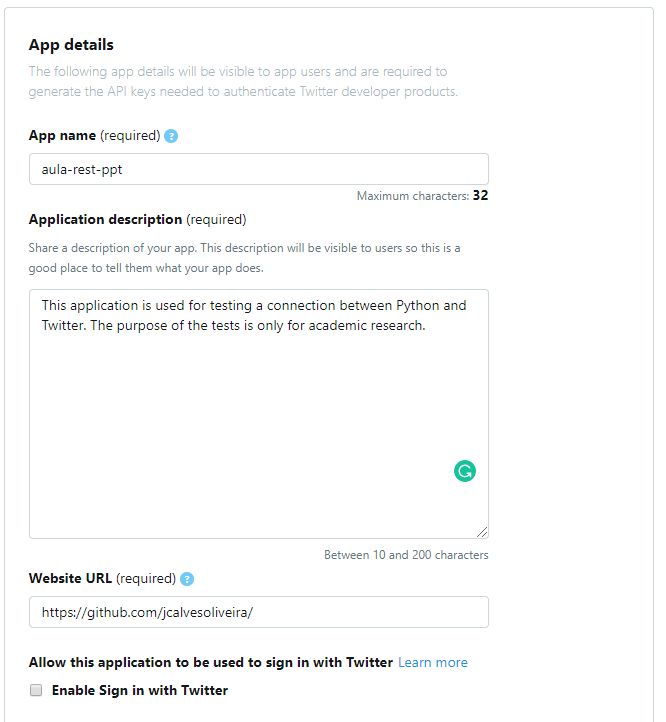 App details
The following app details will be visible to app users and are required to
generate the API keys needed to authenticate Twitter developer products.
App name (required) ?
aula-rest-ppt
Maximum characters: 32
Application description (required)
Share a description of your app. This description will be visible to users so this is a
good place to tell them what your app does.
This application is used for testing a connection between Python and
Twitter. The purpose of the tests is only for academic research.
Between 10 and 200 characters
Website URL (required) ?
https://github.com/jcalvesoliveira/
Allow this application to be used to sign in with Twitter Learn more
Enable Sign in with Twitter